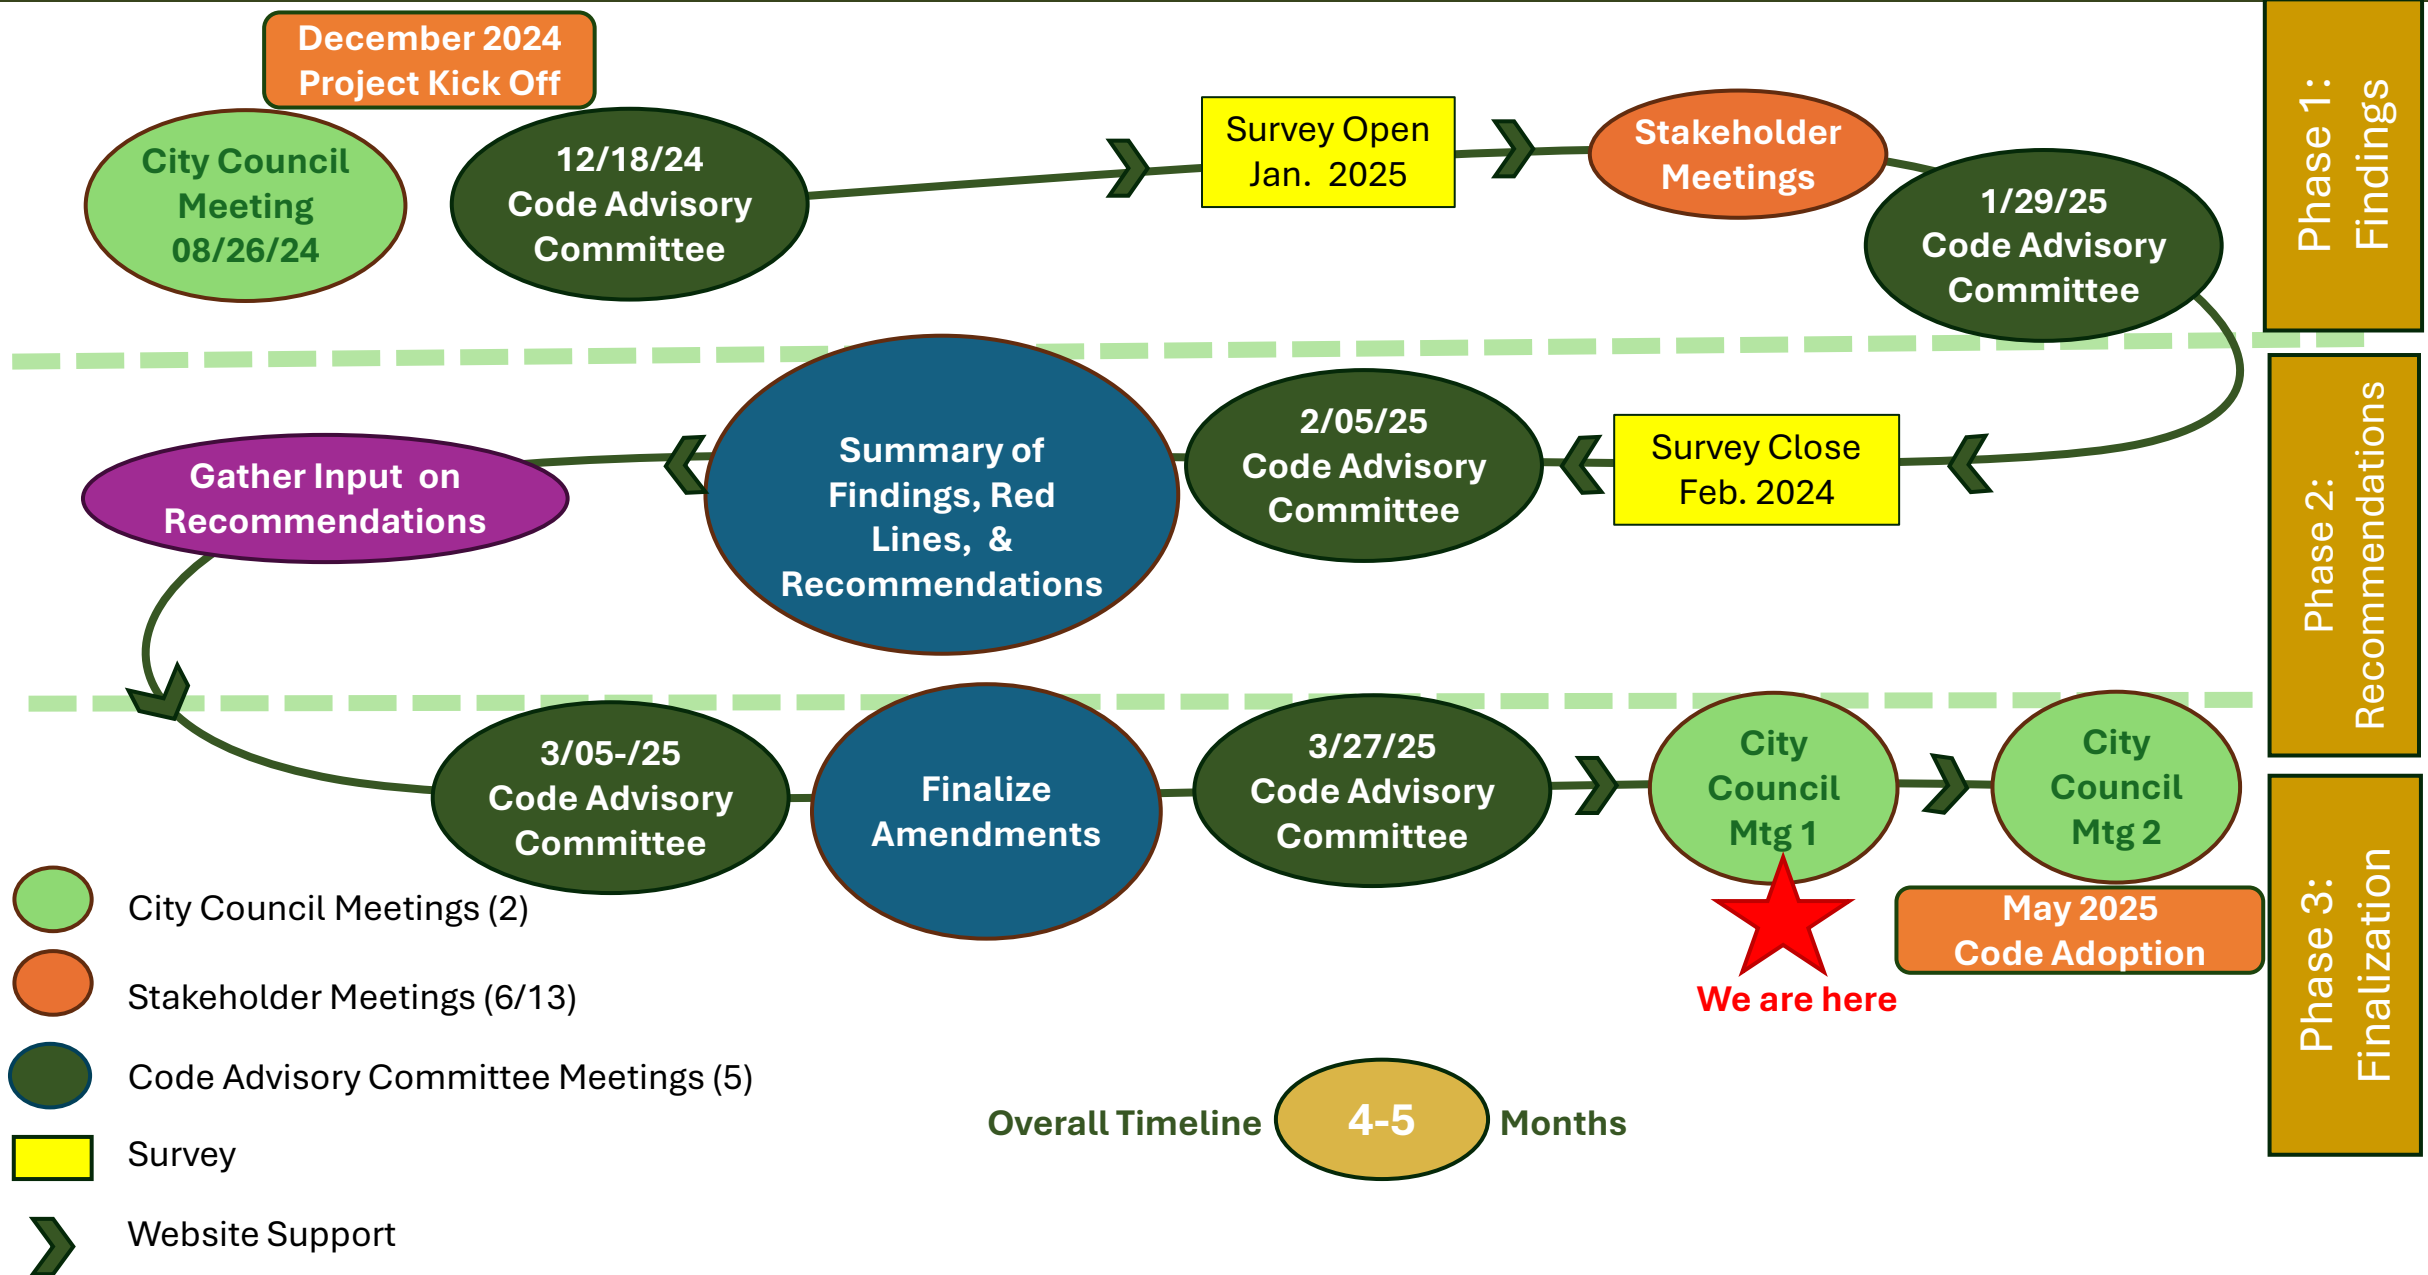 December 2024
Project Kick Off
City Council
Meeting
08/26/24
12/18/24
Code Advisory
Committee
Survey Open
Jan.  2025
Stakeholder
Meetings
1/29/25
Code Advisory
Committee
Phase 1:
Findings
Gather Input  on
Recommendations
Summary of
Findings, Red
Lines,  &
Recommendations
2/05/25
Code Advisory
Committee
Survey Close
Feb. 2024
Phase 2:
Recommendations
3/05-/25
Code Advisory
Committee
Finalize
Amendments
3/27/25
Code Advisory
Committee
City
Council
Mtg 1
City
Council
Mtg 2
We are here
May 2025
Code Adoption
Phase 3:
Finalization
City Council Meetings (2)
Stakeholder Meetings (6/13)
Code Advisory Committee Meetings (5)
Survey
Website Support
Overall Timeline 4-5 Months